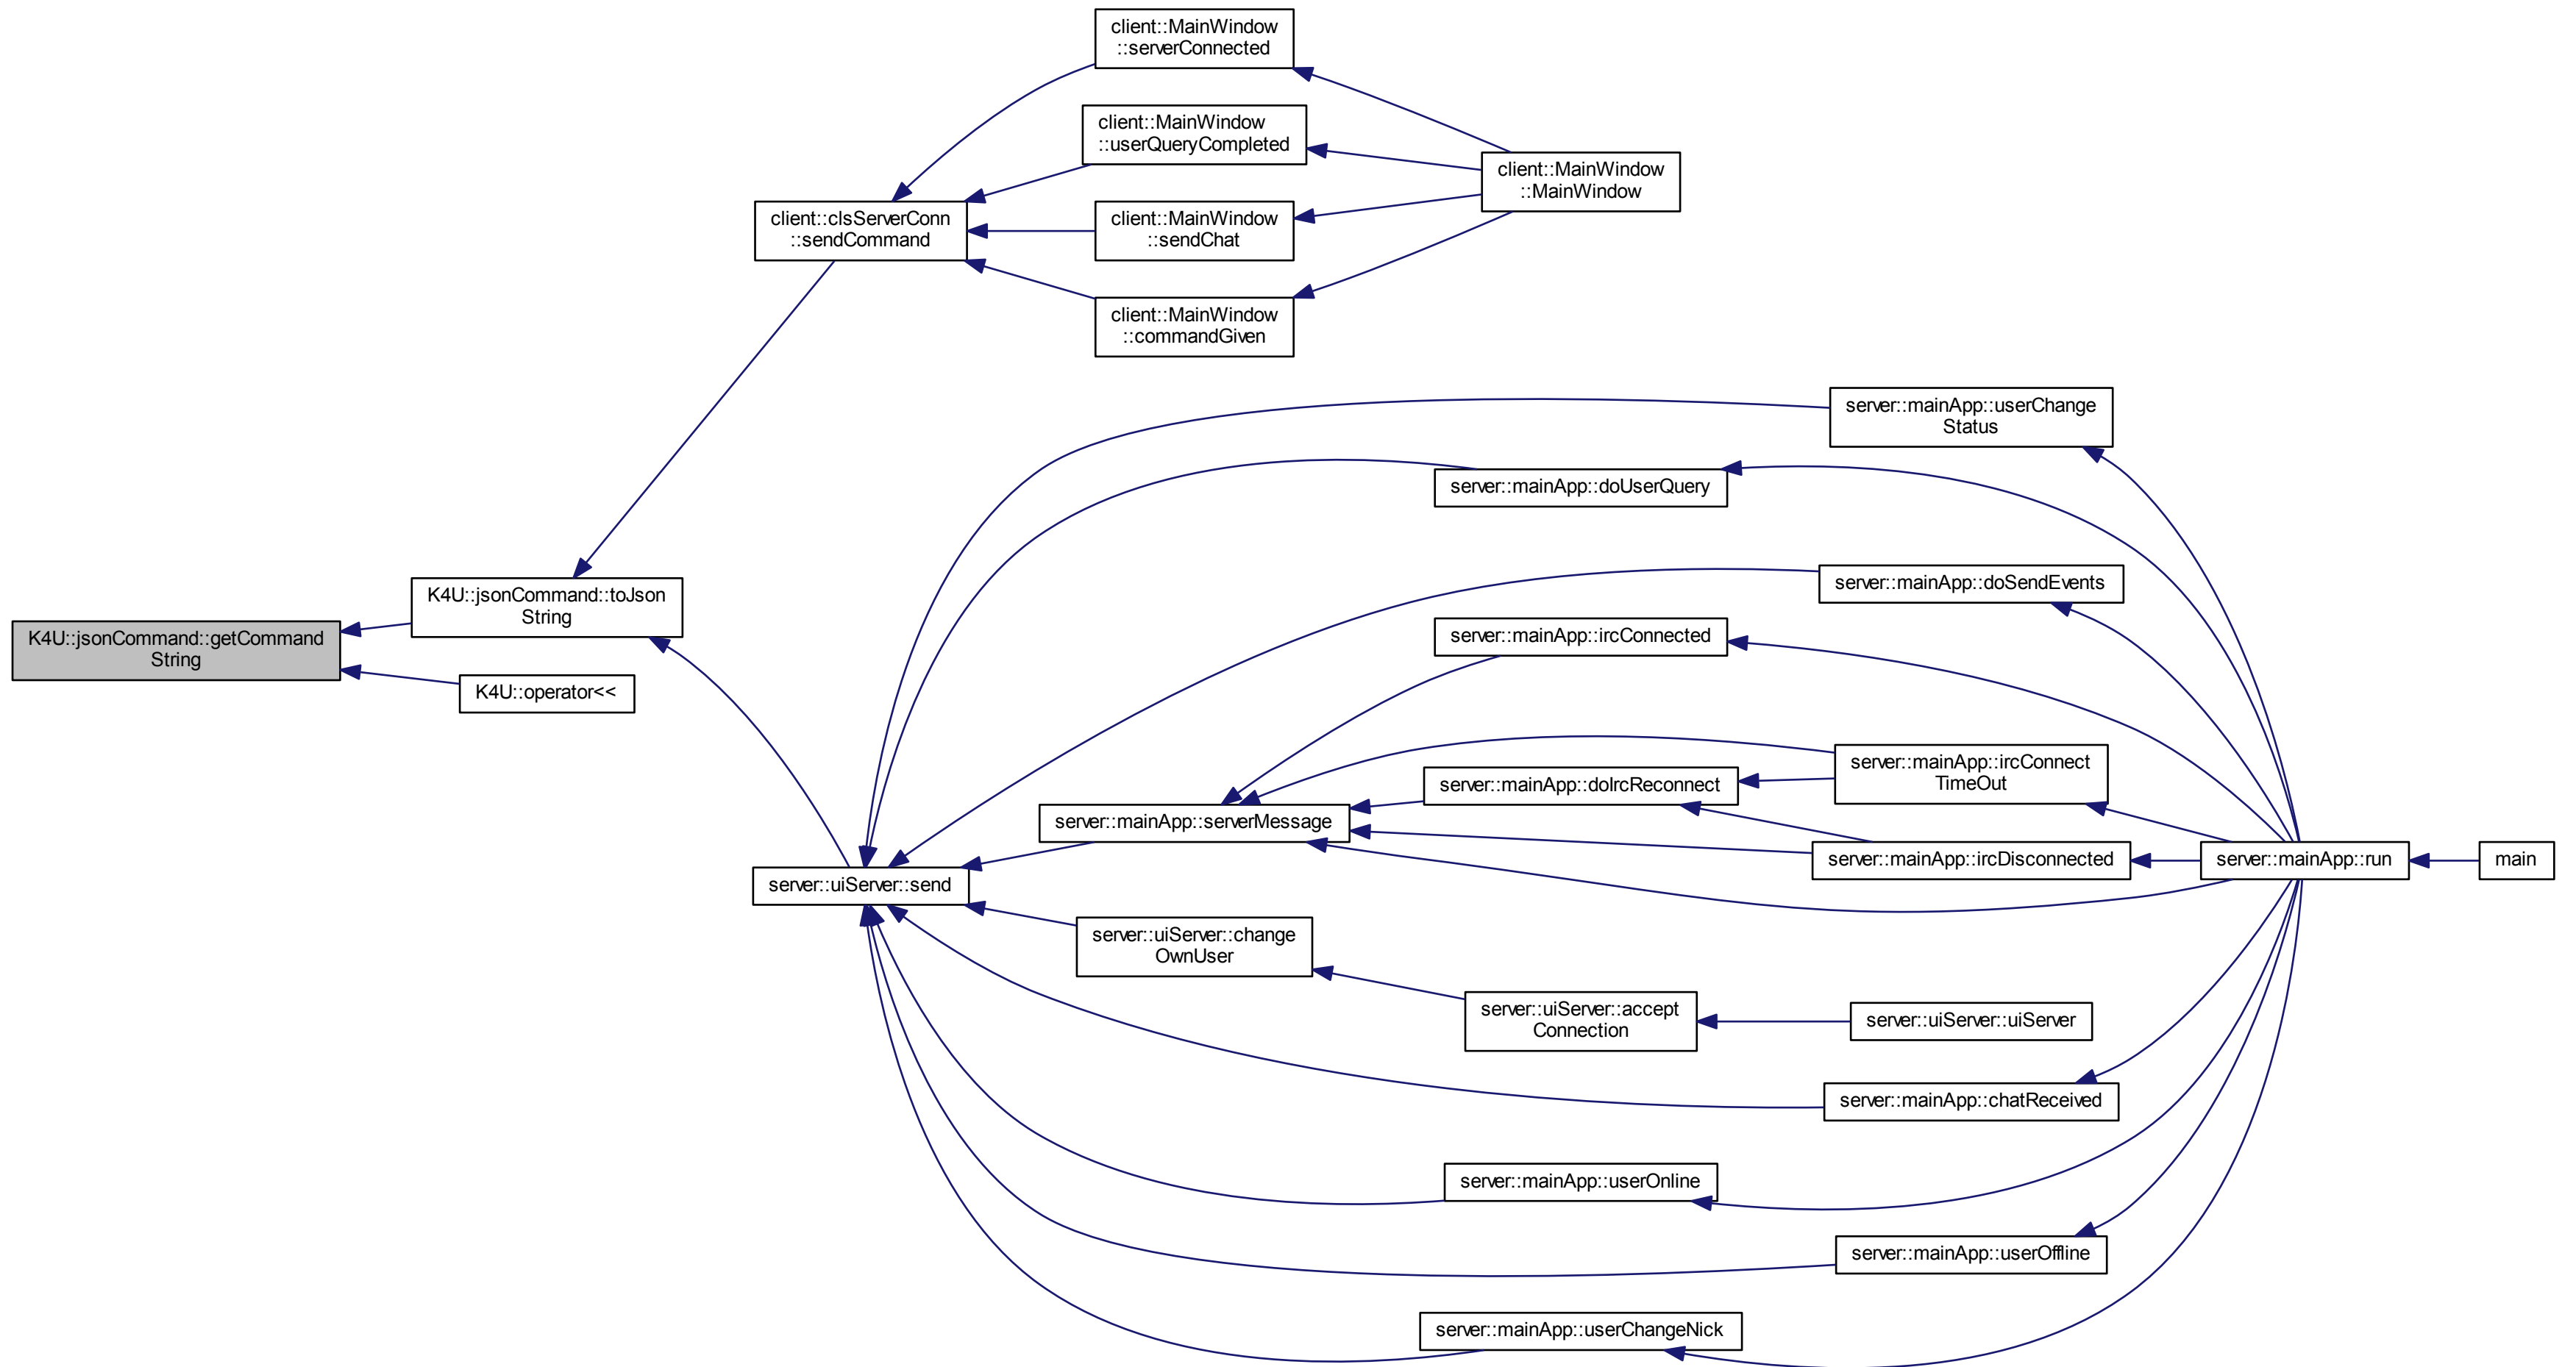 client::MainWindow
::serverConnected
client::MainWindow
::userQueryCompleted
client::MainWindow
::MainWindow
client::clsServerConn
::sendCommand
client::MainWindow
::sendChat
client::MainWindow
::commandGiven
server::mainApp::userChange
Status
server::mainApp::doUserQuery
server::mainApp::doSendEvents
K4U::jsonCommand::toJson
String
K4U::jsonCommand::getCommand
String
server::mainApp::ircConnected
K4U::operator<<
server::mainApp::ircConnect
TimeOut
server::mainApp::doIrcReconnect
server::mainApp::serverMessage
server::mainApp::ircDisconnected
server::mainApp::run
main
server::uiServer::send
server::uiServer::change
OwnUser
server::uiServer::accept
Connection
server::uiServer::uiServer
server::mainApp::chatReceived
server::mainApp::userOnline
server::mainApp::userOffline
server::mainApp::userChangeNick